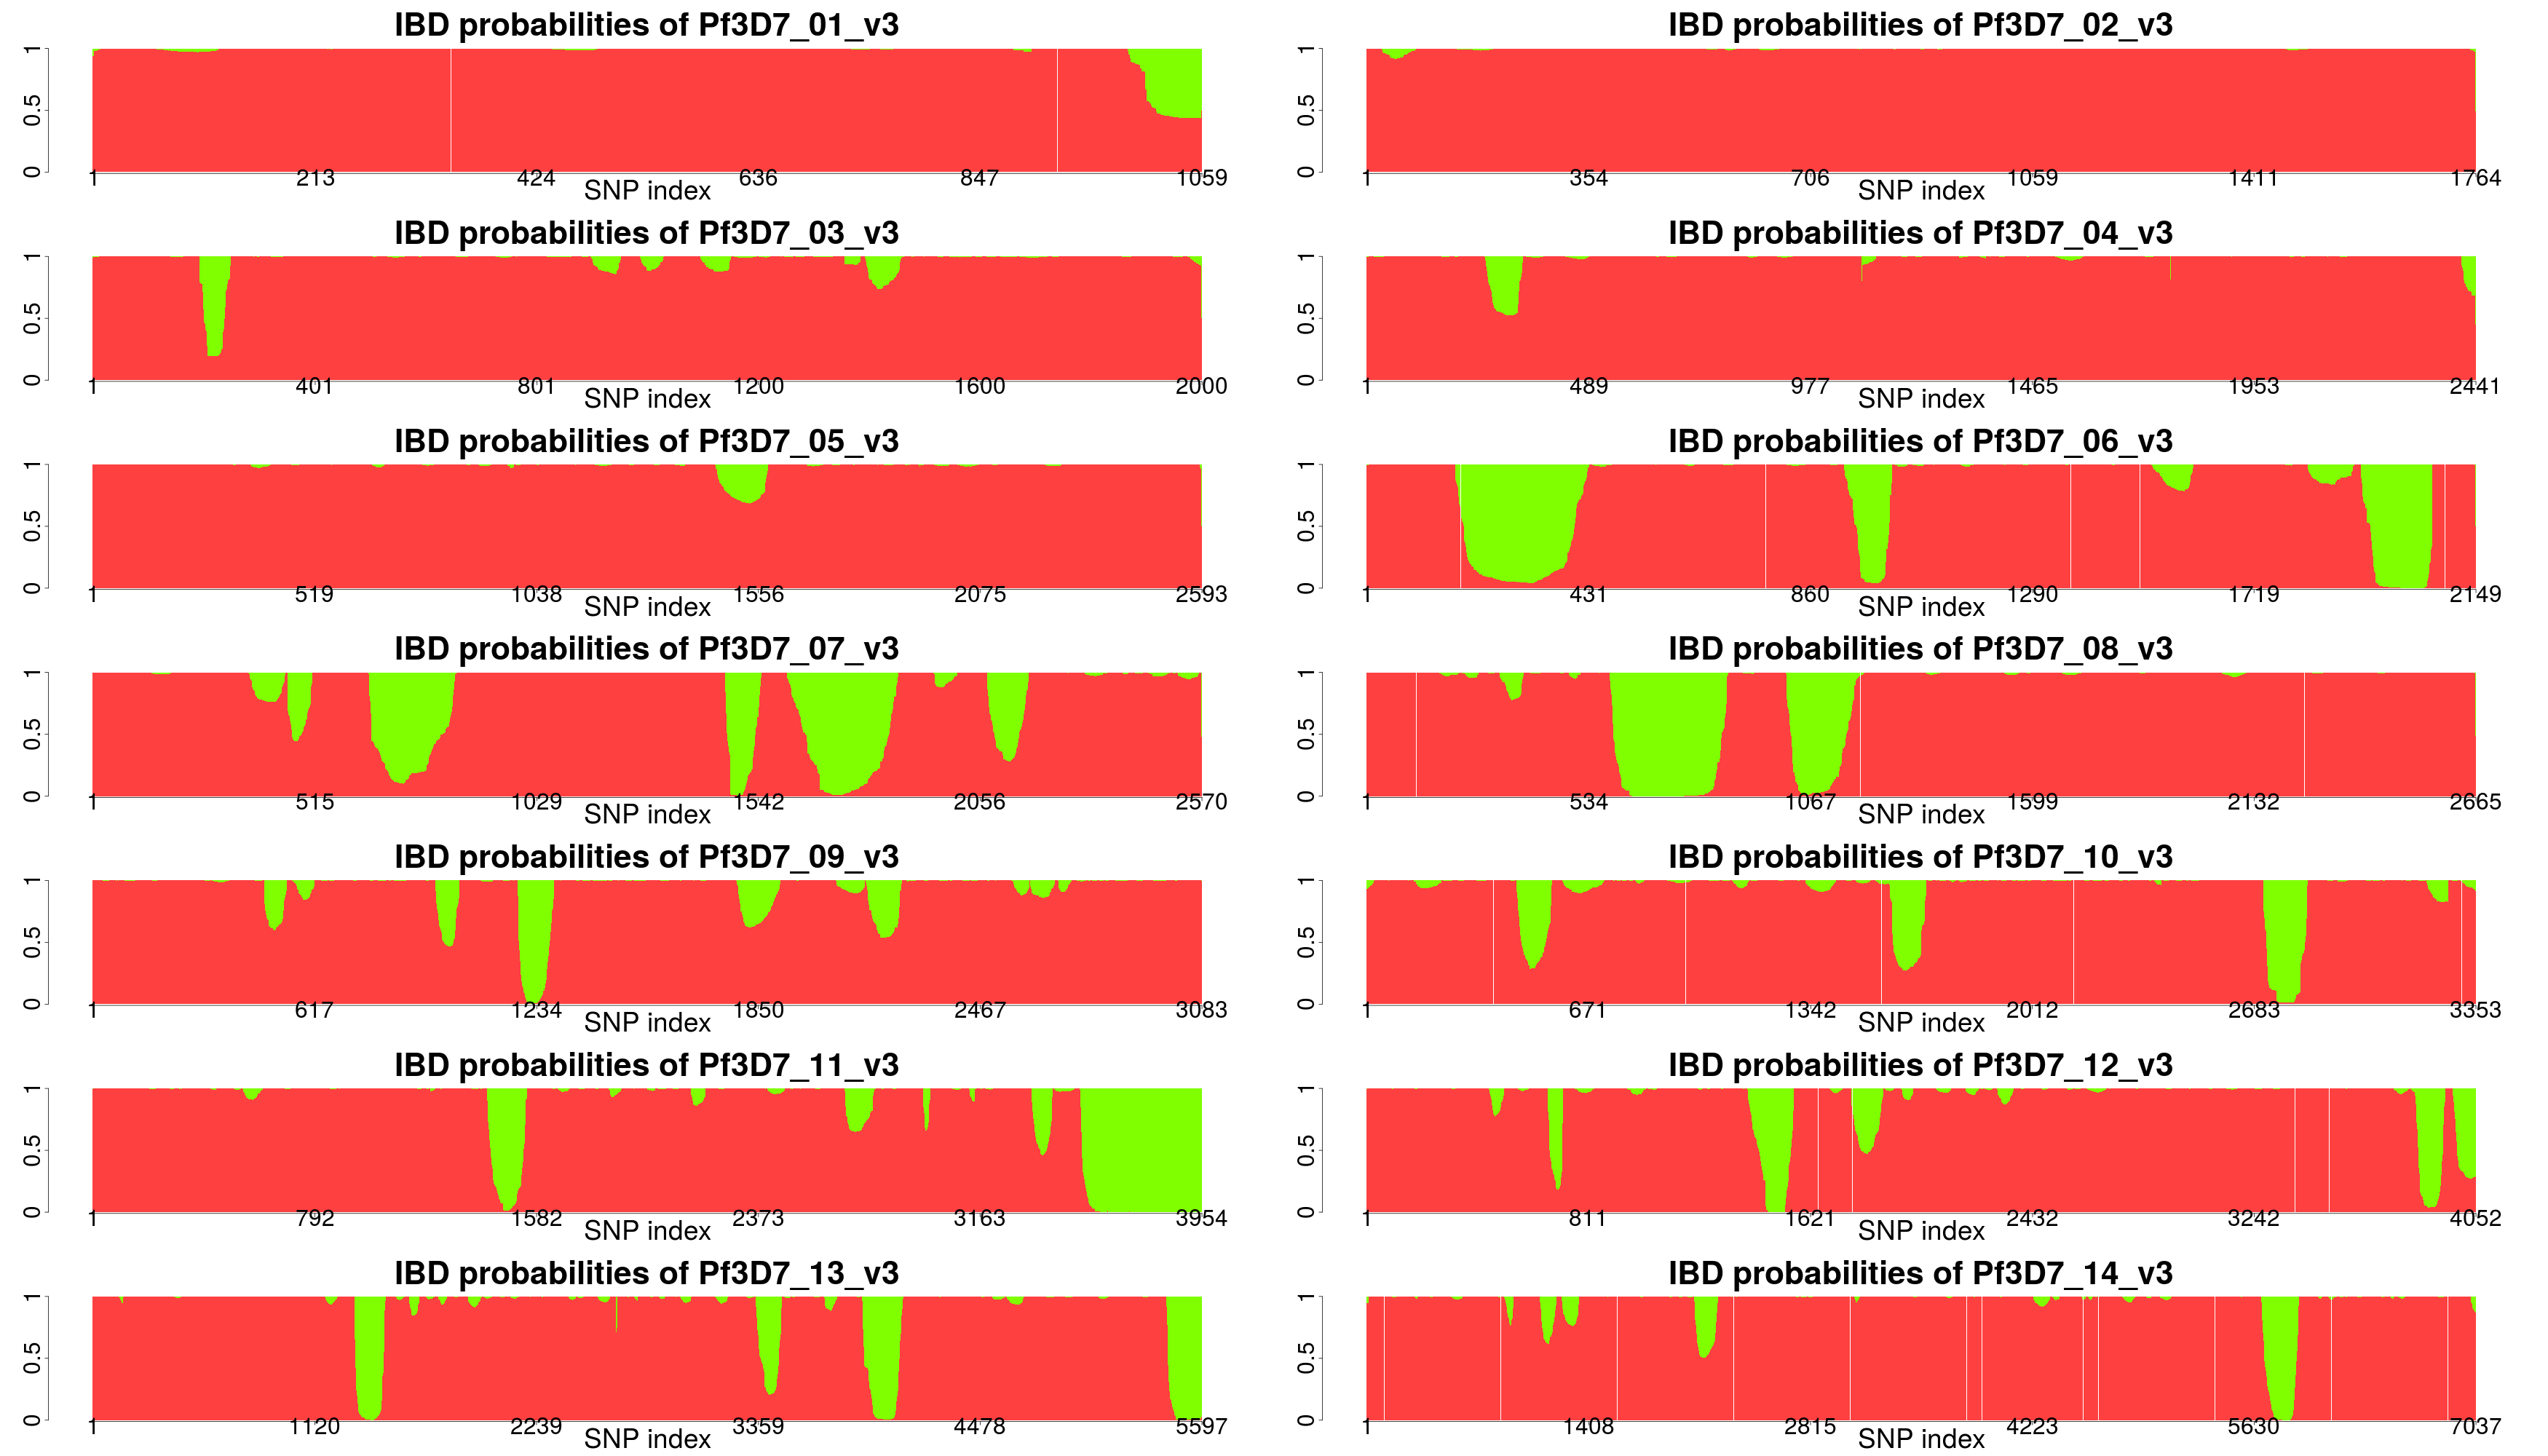 IBD probabilities of Pf3D7_01_v3
0 0.5 1
1 213 424 636 847 1059
SNP index
IBD probabilities of Pf3D7_02_v3
0 0.5 1
1 354 706 1059 1411 1764
SNP index
IBD probabilities of Pf3D7_03_v3
0 0.5 1
1 401 801 1200 1600 2000
SNP index
IBD probabilities of Pf3D7_04_v3
0 0.5 1
1 489 977 1465 1953 2441
SNP index
IBD probabilities of Pf3D7_05_v3
0 0.5 1
1 519 1038 1556 2075 2593
SNP index
IBD probabilities of Pf3D7_06_v3
0 0.5 1
1 431 860 1290 1719 2149
SNP index
IBD probabilities of Pf3D7_07_v3
0 0.5 1
1 515 1029 1542 2056 2570
SNP index
IBD probabilities of Pf3D7_08_v3
0 0.5 1
1 534 1067 1599 2132 2665
SNP index
IBD probabilities of Pf3D7_09_v3
0 0.5 1
1 617 1234 1850 2467 3083
SNP index
IBD probabilities of Pf3D7_10_v3
0 0.5 1
1 671 1342 2012 2683 3353
SNP index
IBD probabilities of Pf3D7_11_v3
0 0.5 1
1 792 1582 2373 3163 3954
SNP index
IBD probabilities of Pf3D7_12_v3
0 0.5 1
1 811 1621 2432 3242 4052
SNP index
IBD probabilities of Pf3D7_13_v3
0 0.5 1
1 1120 2239 3359 4478 5597
SNP index
IBD probabilities of Pf3D7_14_v3
0 0.5 1
1 1408 2815 4223 5630 7037
SNP index